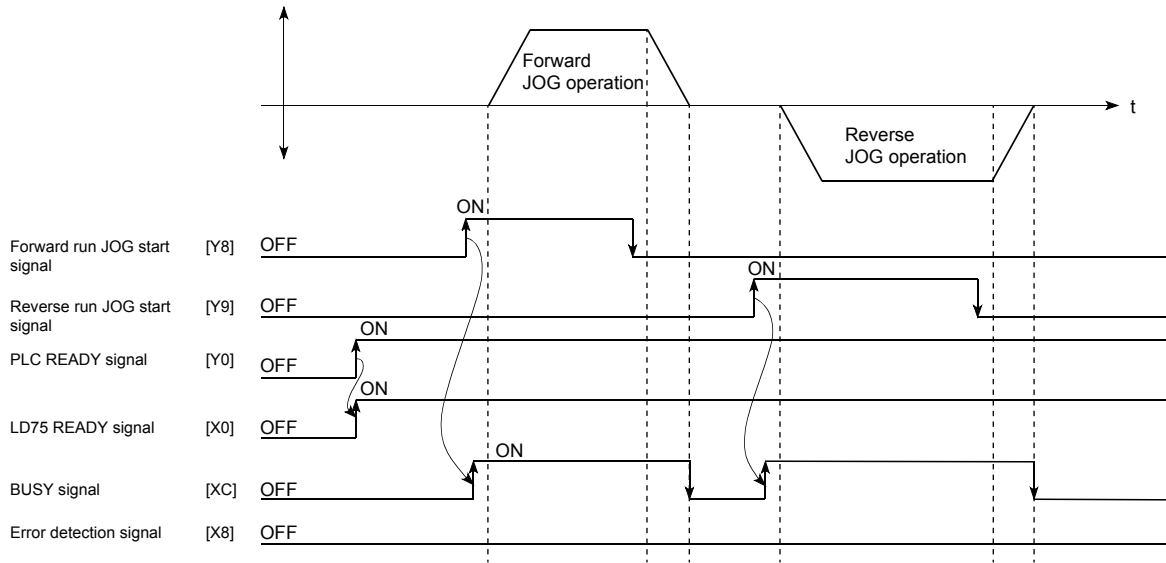 Forward
JOG operation
t
Reverse
JOG operation
ON
Forward run JOG start
signal
[Y8]
OFF
ON
Reverse run JOG start
signal
[Y9]
OFF
ON
PLC READY signal
[Y0]
OFF
ON
LD75 READY signal
[X0]
OFF
ON
BUSY signal
[XC]
OFF
Error detection signal
[X8]
OFF